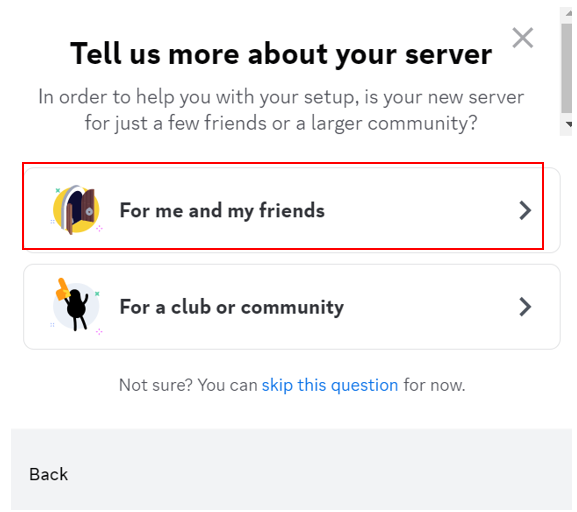 Tell us more about your server
In order to help you with your setup, is your new server
for just a few friends or a larger community?
For me and my friends
For a club or community
Not sure? You can skip this question for now.
Back